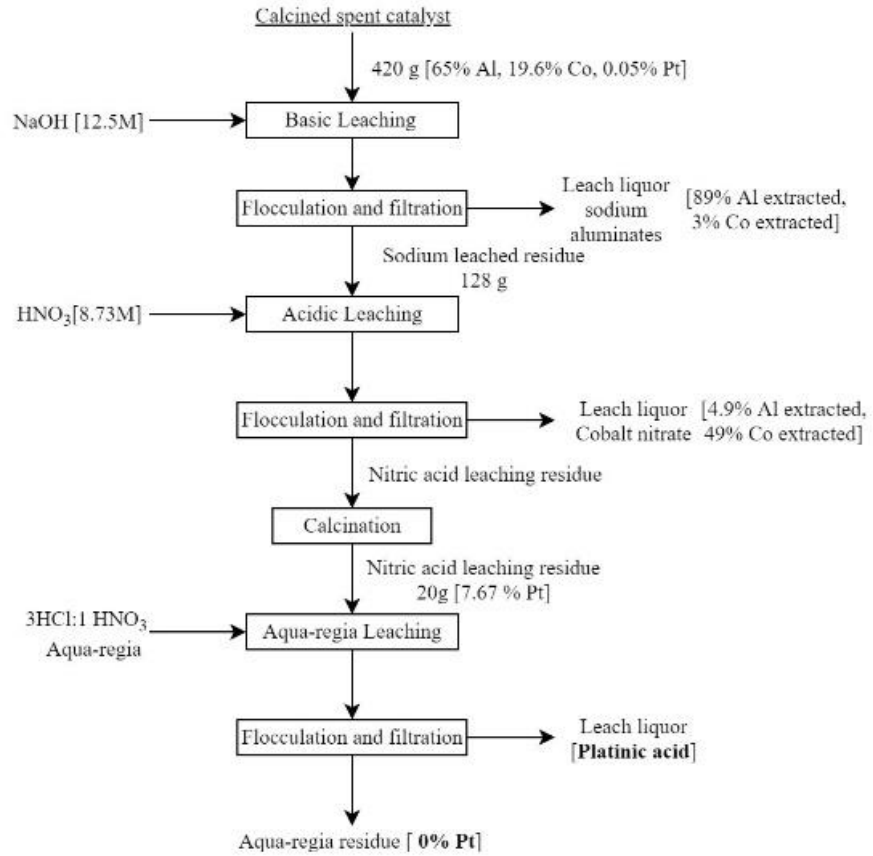 Calcined spent catalyst
420 g [65% Al, 19.6% Co, 0.05% Pt]
NaOH [12.5M]
Basic Leaching
Flocculation and filtration
Leach liquor
sodium
aluminates
[89% Al extracted,
3% Co extracted]
Sodium leached residue
128 g
HNO₃[8.73M]
Acidic Leaching
Flocculation and filtration
Leach liquor [4.9% Al extracted,
Cobalt nitrate 49% Co extracted]
Nitric acid leaching residue
Calcination
Nitric acid leaching residue
20g [7.67 % Pt]
3HCl:1 HNO₃
Aqua-regia
Aqua-regia Leaching
Flocculation and filtration
Leach liquor
[Platinic acid]
Aqua-regia residue [ 0% Pt]